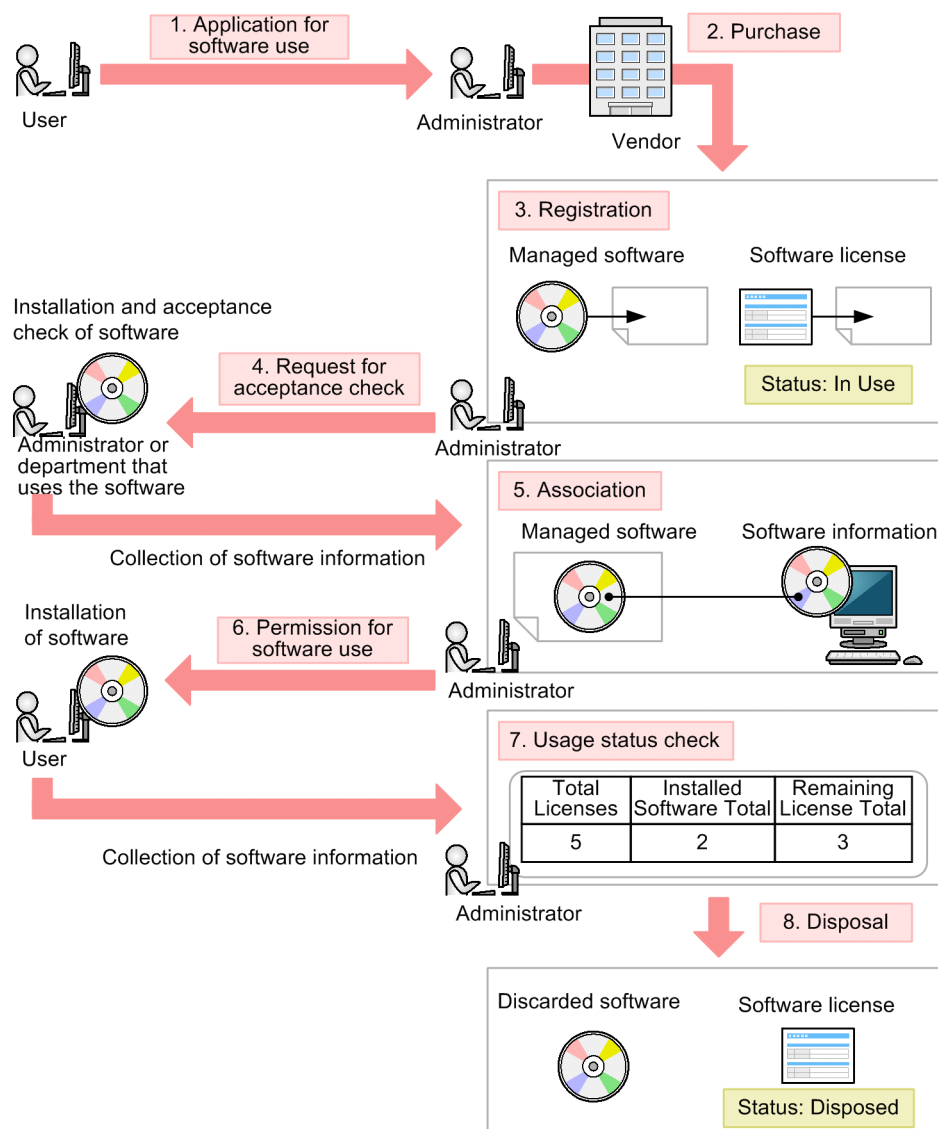 1. Application for
software use
2. Purchase
User
Administrator
Vendor
3. Registration
Managed software
Software license
Status: In Use
Installation and acceptance
check of software
4. Request for
acceptance check
Administrator or
department that
uses the software
Administrator
5. Association
Managed software
Software information
Collection of software information
Installation
of software
6. Permission for
software use
Administrator
User
7. Usage status check
Total
Licenses
Installed
Software Total
Remaining
License Total
5
2
3
Collection of software information
Administrator
8. Disposal
Discarded software
Software license
Status: Disposed